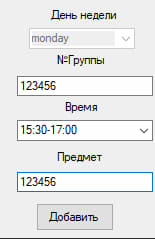 День недели
monday
№Группы
123456
Время
15:30-17:00
Предмет
123456
Добавить